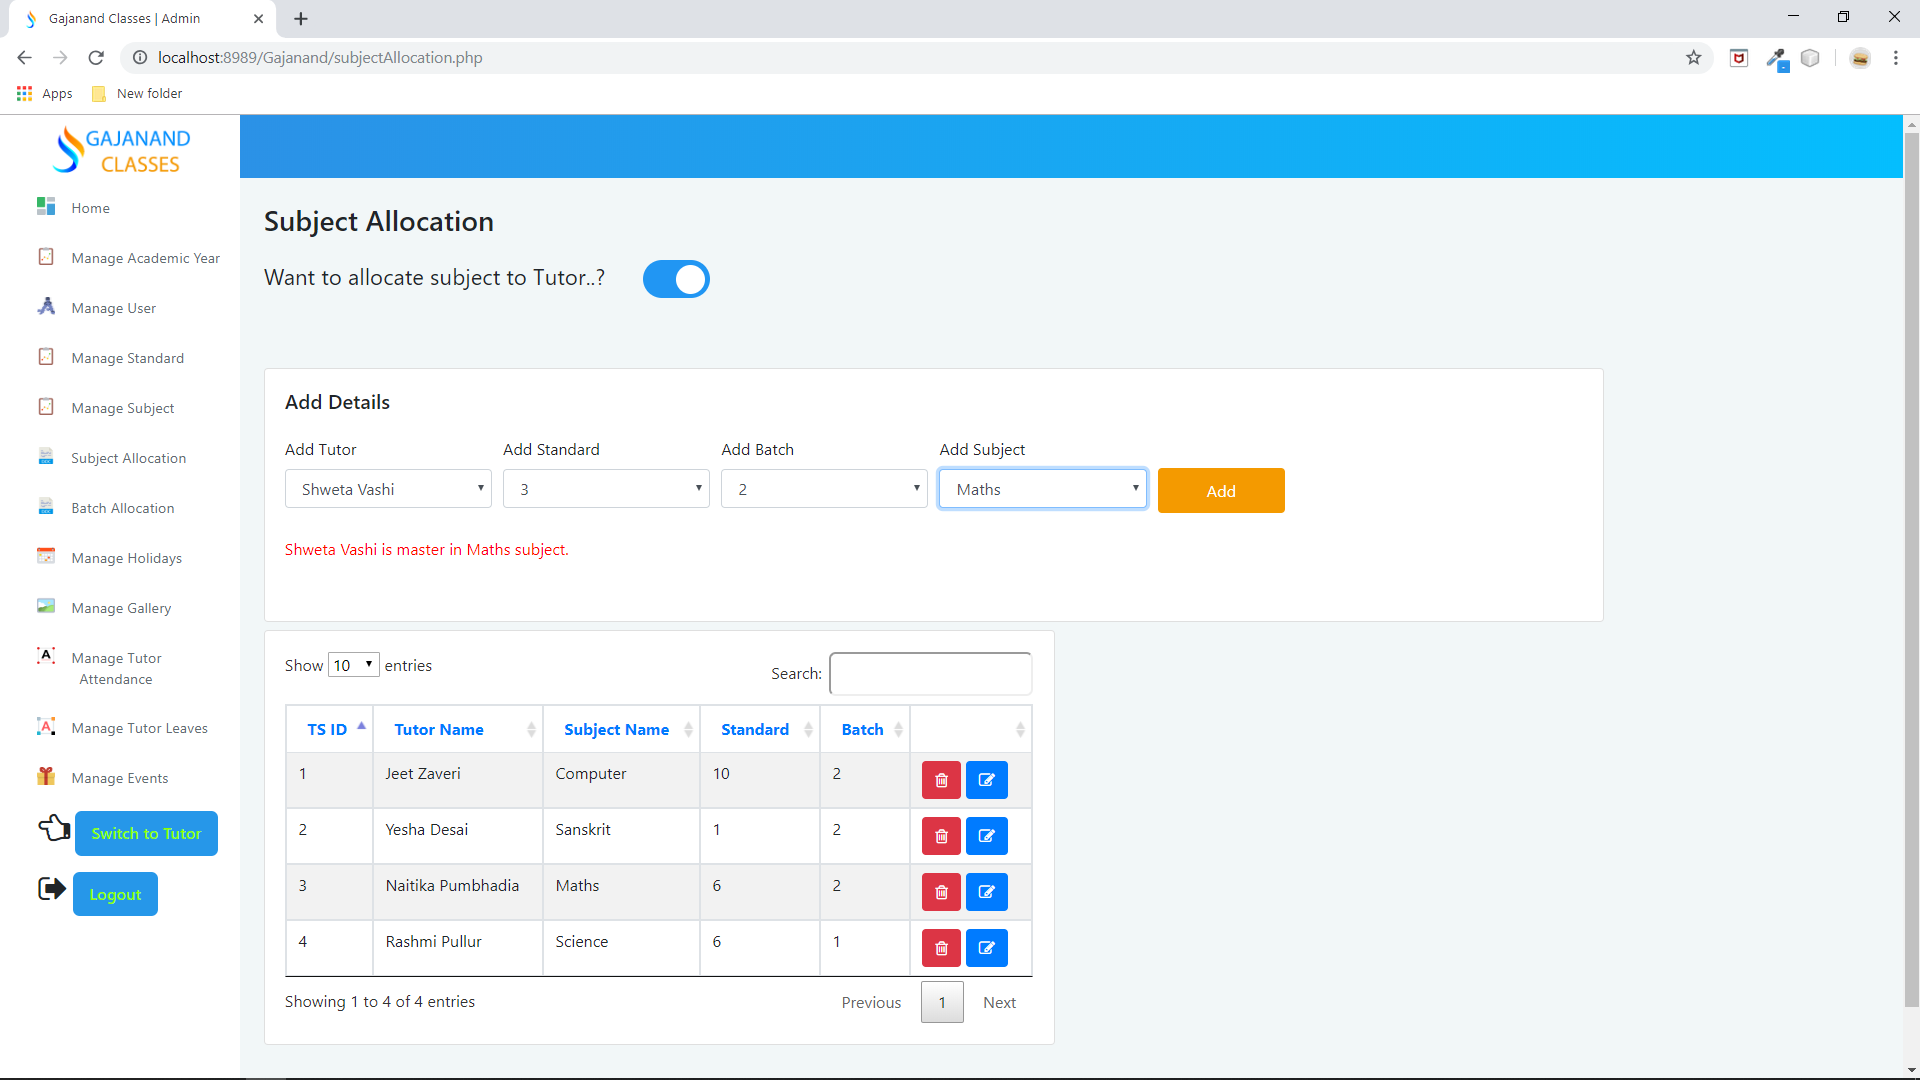 Gajanand Classes | Admin
localhost:8989/Gajanand/subjectAllocation.php
Apps
New folder
GAJANAND
CLASSES
Home
Manage Academic Year
Manage User
Manage Standard
Manage Subject
Subject Allocation
Batch Allocation
Manage Holidays
Manage Gallery
Manage Tutor
Attendance
Manage Tutor Leaves
Manage Events
Switch to Tutor
Logout
Subject Allocation
Want to allocate subject to Tutor..?
Add Details
Add Tutor Add Standard Add Batch Add Subject
Shweta Vashi 3 2 Maths Add
Shweta Vashi is master in Maths subject.
Show 10 entries Search:
TS ID Tutor Name Subject Name Standard Batch
1 Jeet Zaveri Computer 10 2
2 Yesha Desai Sanskrit 1 2
3 Naitika Pumbhadia Maths 6 2
4 Rashmi Pullur Science 6 1
Showing 1 to 4 of 4 entries Previous 1 Next